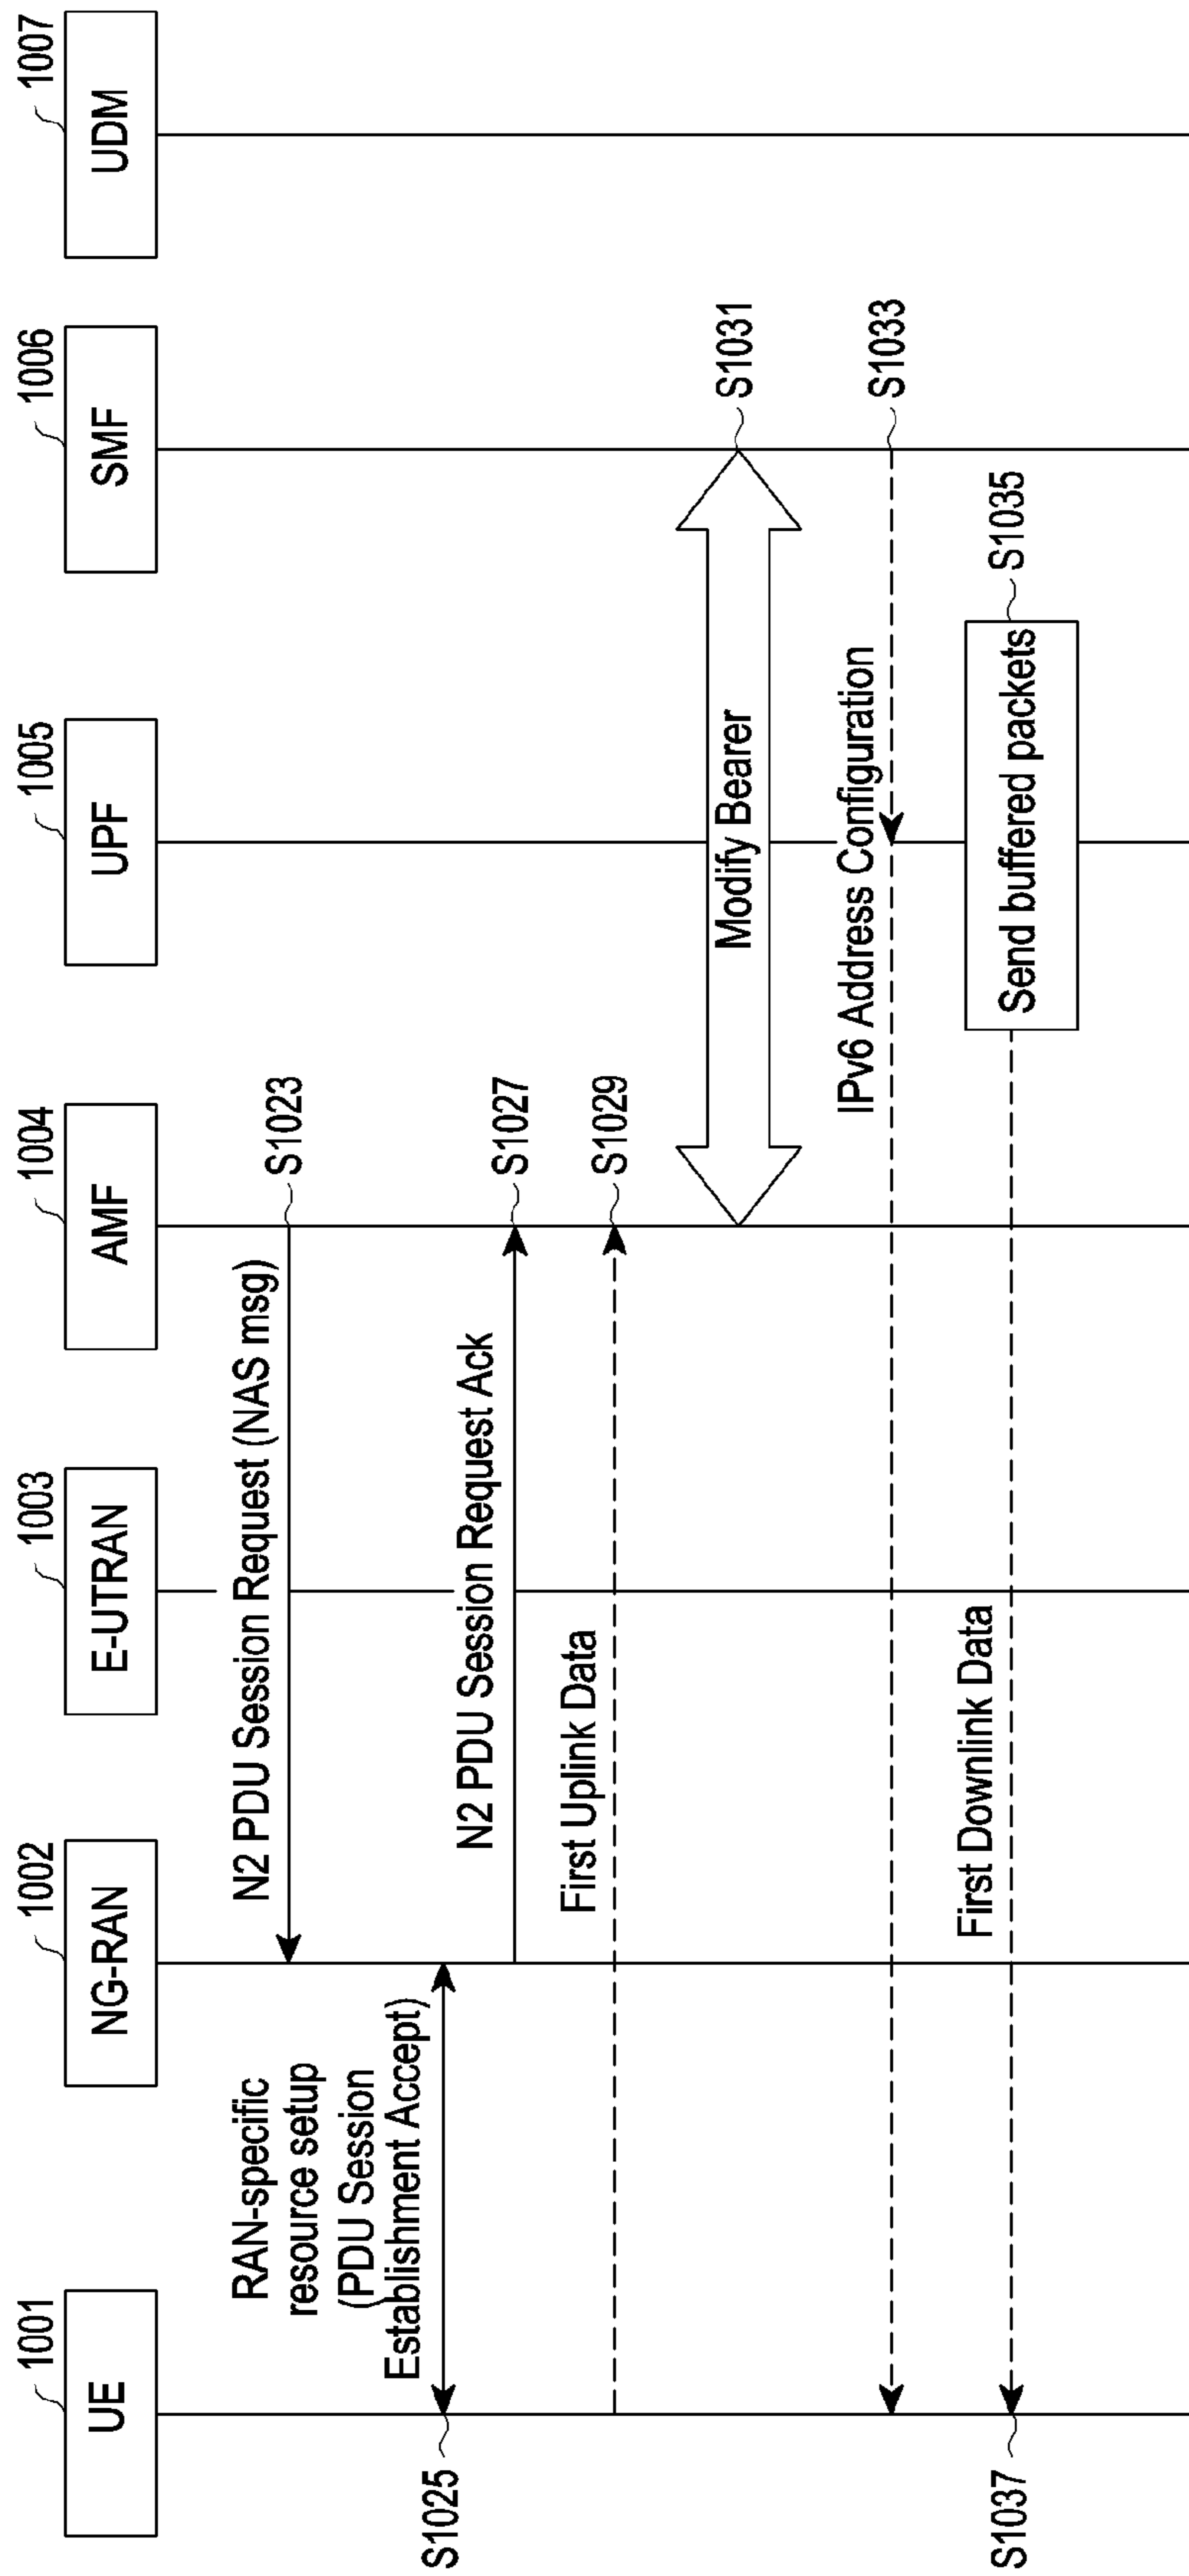 1001
1002
1003
1004
1005
1006
1007
UE
NG-RAN
E-UTRAN
AMF
UPF
SMF
UDM
N2 PDU Session Request (NAS msg)
S1023
RAN-specific
resource setup
(PDU Session
Establishment Accept)
S1025
N2 PDU Session Request Ack
S1027
First Uplink Data
S1029
Modify Bearer
S1031
IPv6 Address Configuration
S1033
Send buffered packets
S1035
First Downlink Data
S1037